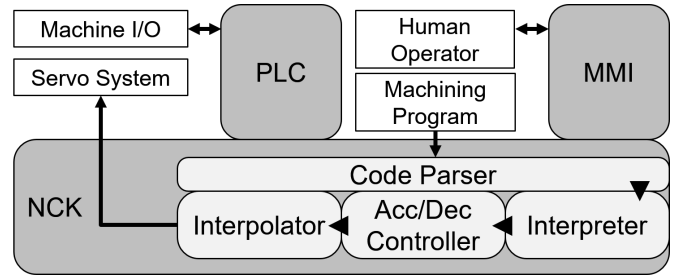 Machine I/O
Servo System
PLC
Human
Operator
Machining
Program
MMI
NCK
Code Parser
Interpolator
Acc/Dec
Controller
Interpreter